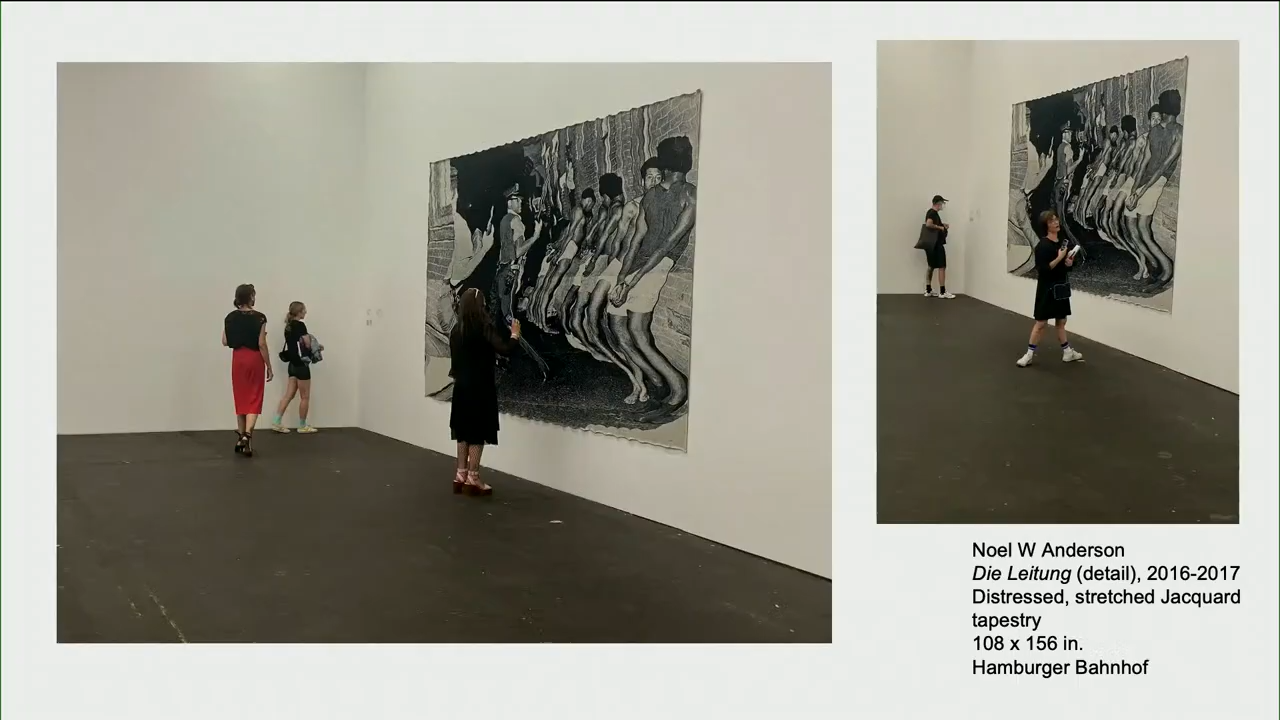 Noel W Anderson
Die Leitung (detail), 2016-2017
Distressed, stretched Jacquard
tapestry
108 x 156 in.
Hamburger Bahnhof